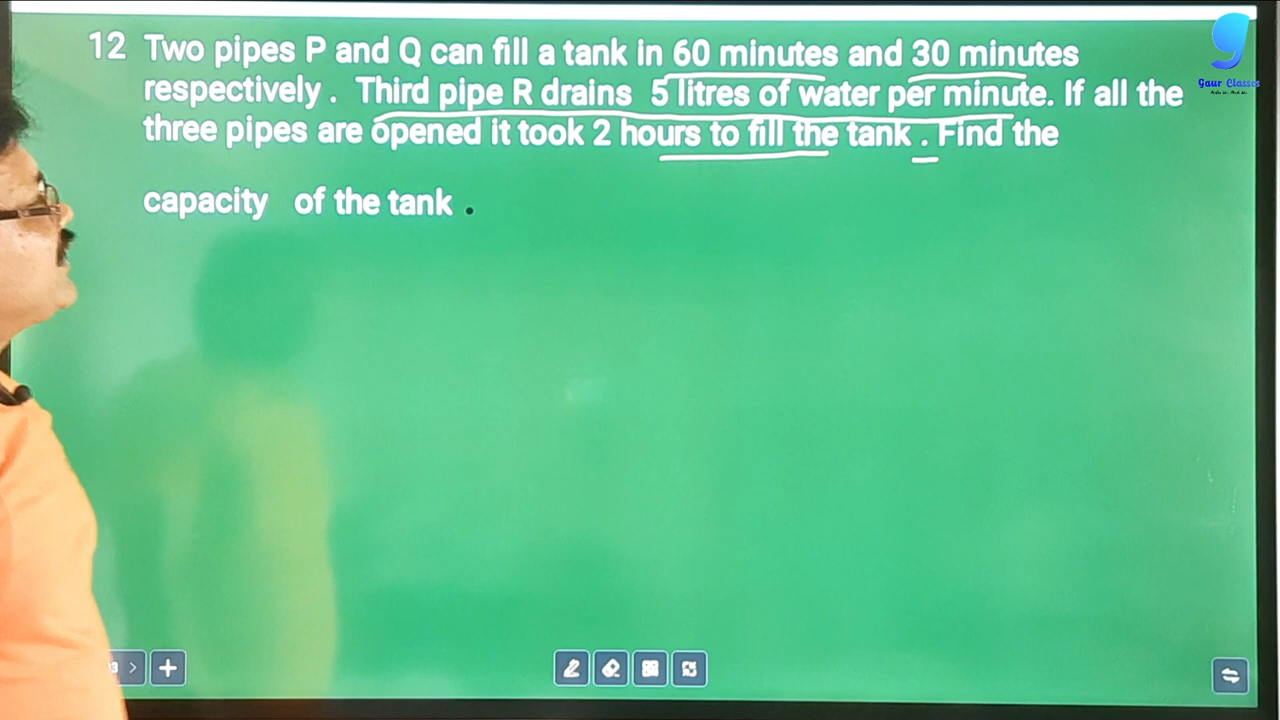 12 Two pipes P and Q can fill a tank in 60 minutes and 30 minutes
respectively . Third pipe R drains 5 litres of water per minute. If all the
three pipes are opened it took 2 hours to fill the tank . Find the
capacity of the tank .
Gaur Classes
3 >